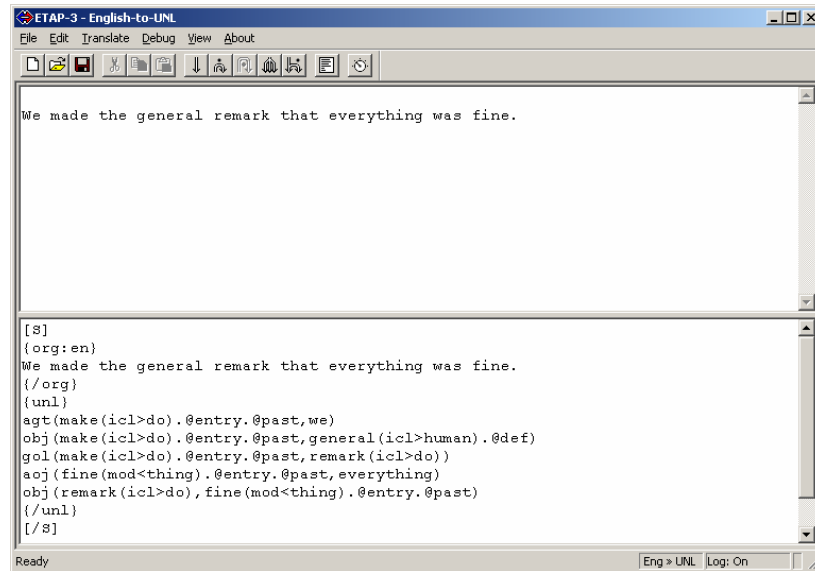 ETAP-3 - English-to-UNL
File Edit Translate Debug View About
We made the general remark that everything was fine.
[S]
{org:en}
We made the general remark that everything was fine.
{/org}
{unl}
agt(make(icl>do).@entry.@past,we)
obj(make(icl>do).@entry.@past,general(icl>human).@def)
gol(make(icl>do).@entry.@past,remark(icl>do))
aoj(fine(mod<thing).@entry.@past,everything)
obj(remark(icl>do),fine(mod<thing).@entry.@past)
{/unl}
[/S]
Ready Eng » UNL Log: On